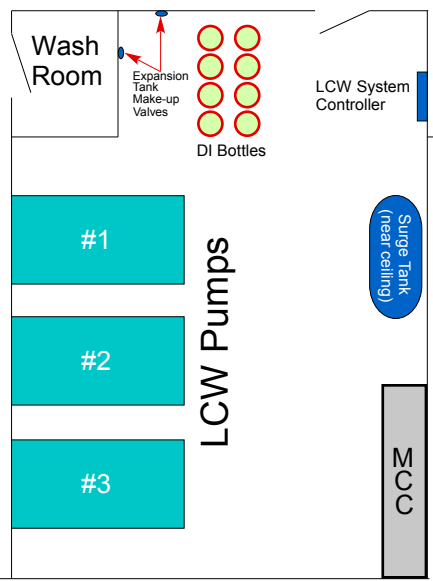 Wash
Room
Expansion
Tank
Make-up
Valves
DI Bottles
LCW System
Controller
#1
#2
#3
LCW Pumps
Surge Tank
(near ceiling)
MCC